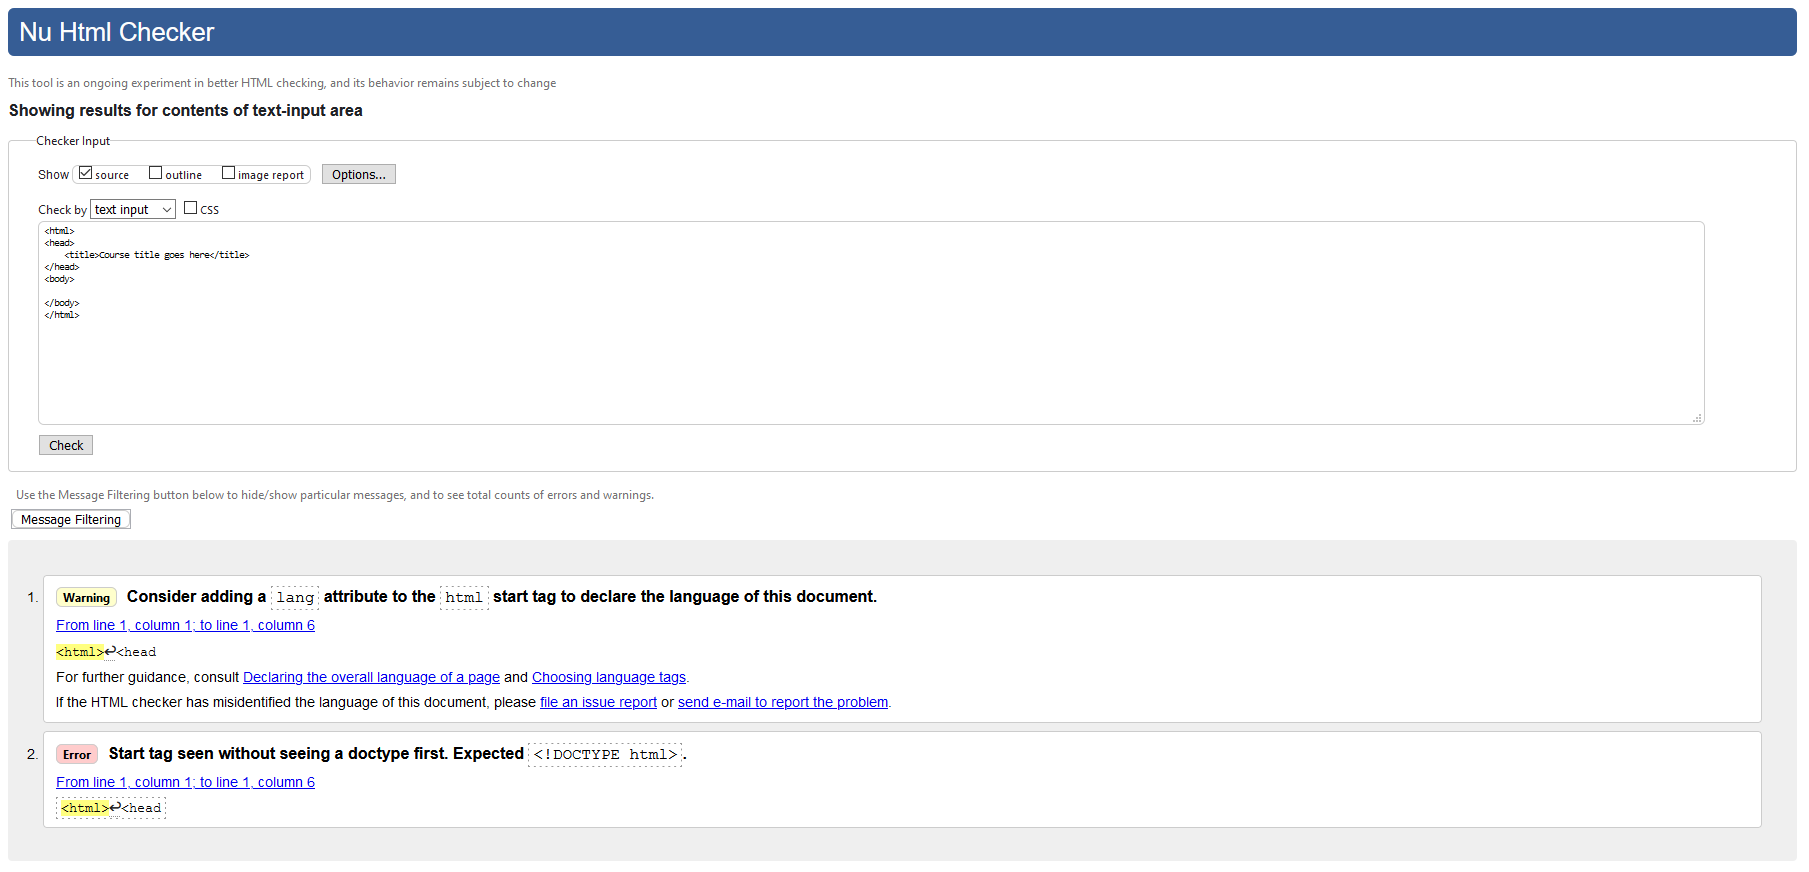 Nu Html Checker
This tool is an ongoing experiment in better HTML checking, and its behavior remains subject to change
Showing results for contents of text-input area
Checker Input
Show source outline image report Options...
Check by text input CSS
<html>
<head>
    <title>Course title goes here</title>
</head>
<body>

</body>
</html>
Check
Use the Message Filtering button below to hide/show particular messages, and to see total counts of errors and warnings.
Message Filtering
1. Warning Consider adding a lang attribute to the html start tag to declare the language of this document.
From line 1, column 1; to line 1, column 6
<html>↩<head
For further guidance, consult Declaring the overall language of a page and Choosing language tags.
If the HTML checker has misidentified the language of this document, please file an issue report or send e-mail to report the problem.
2. Error Start tag seen without seeing a doctype first. Expected <!DOCTYPE html>.
From line 1, column 1; to line 1, column 6
<html>↩<head